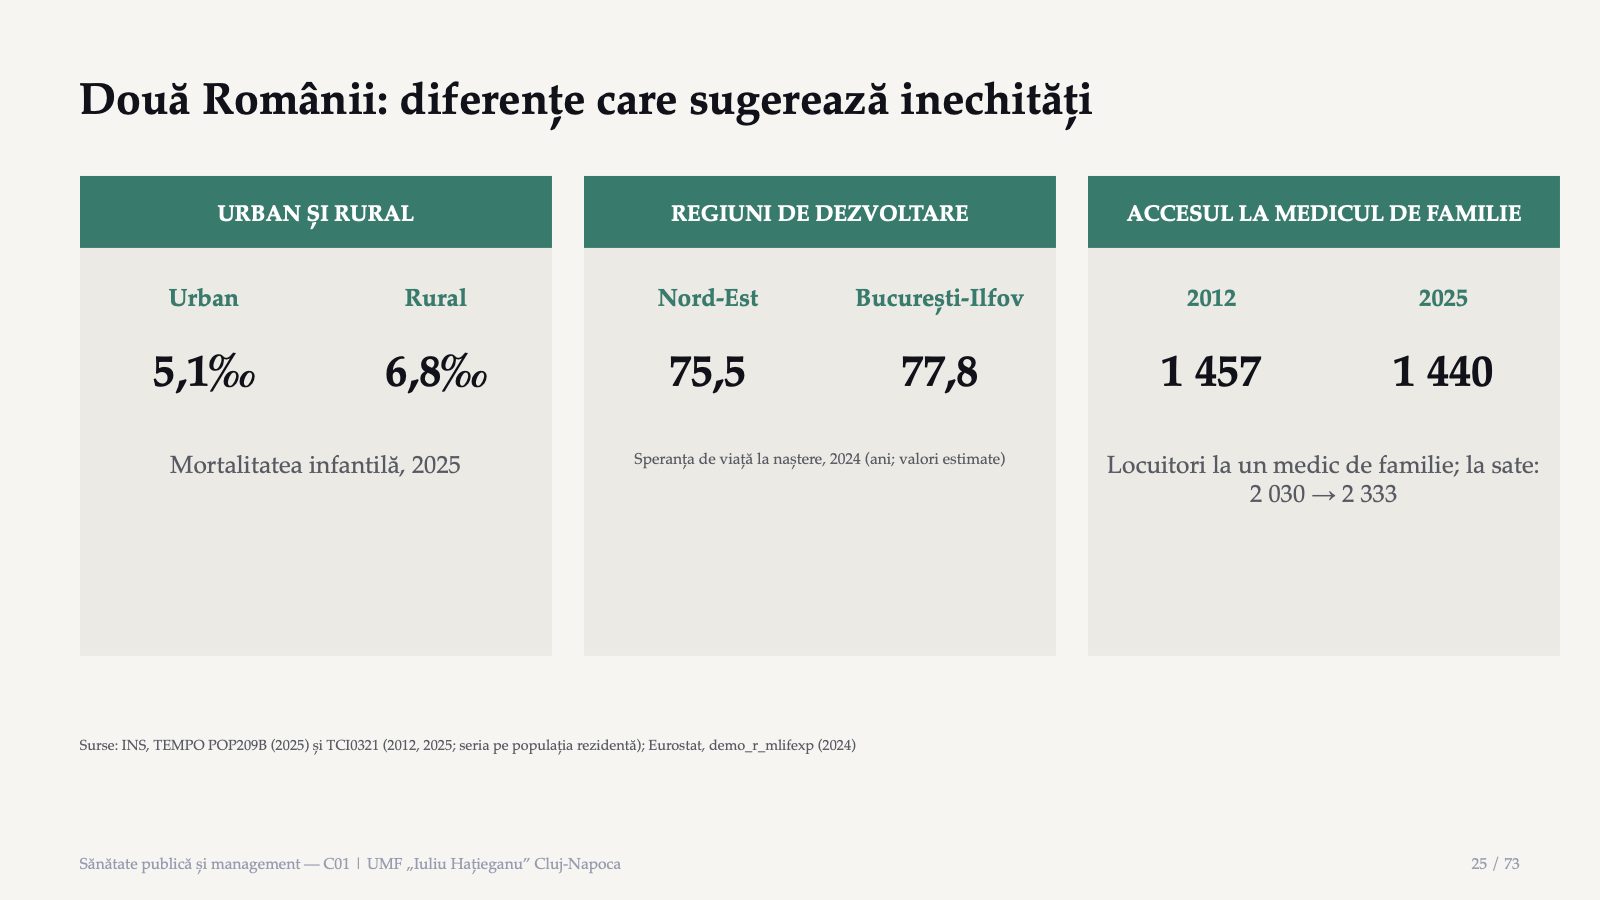 Două Românii: diferențe care sugerează inechități
URBAN ȘI RURAL
Urban Rural
5,1‰ 6,8‰
Mortalitatea infantilă, 2025
REGIUNI DE DEZVOLTARE
Nord-Est București-Ilfov
75,5 77,8
Speranța de viață la naștere, 2024 (ani; valori estimate)
ACCESUL LA MEDICUL DE FAMILIE
2012 2025
1 457 1 440
Locuitori la un medic de familie; la sate:
2 030 → 2 333
Surse: INS, TEMPO POP209B (2025) și TCI0321 (2012, 2025; seria pe populația rezidentă); Eurostat, demo_r_mlifexp (2024)
Sănătate publică și management — C01 | UMF „Iuliu Hațieganu” Cluj-Napoca
25 / 73